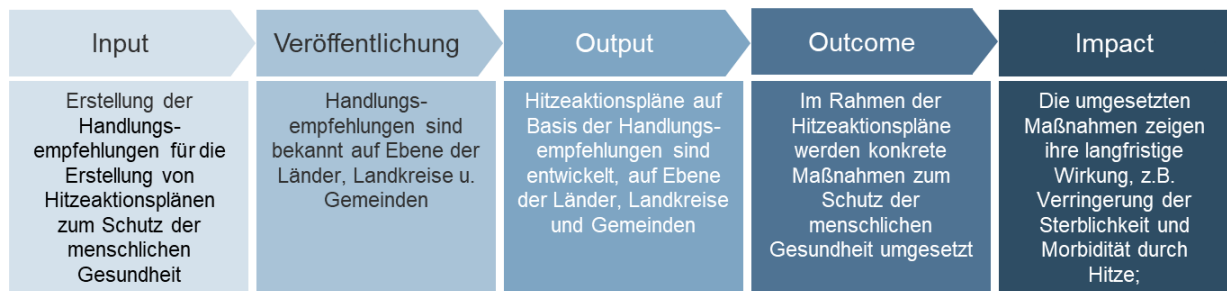 Input
Veröffentlichung
Output
Outcome
Impact
Erstellung der
Handlungs-
empfehlungen für die
Erstellung von
Hitzeaktionsplänen
zum Schutz der
menschlichen
Gesundheit
Handlungs-
empfehlungen sind
bekannt auf Ebene der
Länder, Landkreise u.
Gemeinden
Hitzeaktionspläne auf
Basis der Handlungs-
empfehlungen sind
entwickelt, auf Ebene
der Länder, Landkreise
und Gemeinden
Im Rahmen der
Hitzeaktionspläne
werden konkrete
Maßnahmen zum
Schutz der
menschlichen
Gesundheit umgesetzt
Die umgesetzten
Maßnahmen zeigen
ihre langfristige
Wirkung, z.B.
Verringerung der
Sterblichkeit und
Morbidität durch
Hitze;